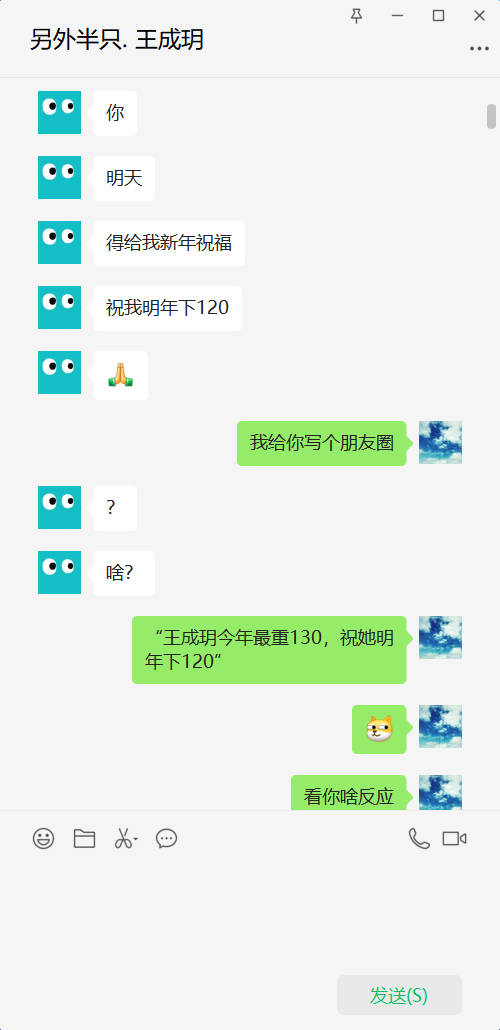 另外半只. 王成玥
你
明天
得给我新年祝福
祝我明年下120
我给你写个朋友圈
？
啥？
“王成玥今年最重130，祝她明
年下120“
看你啥反应
发送(S)